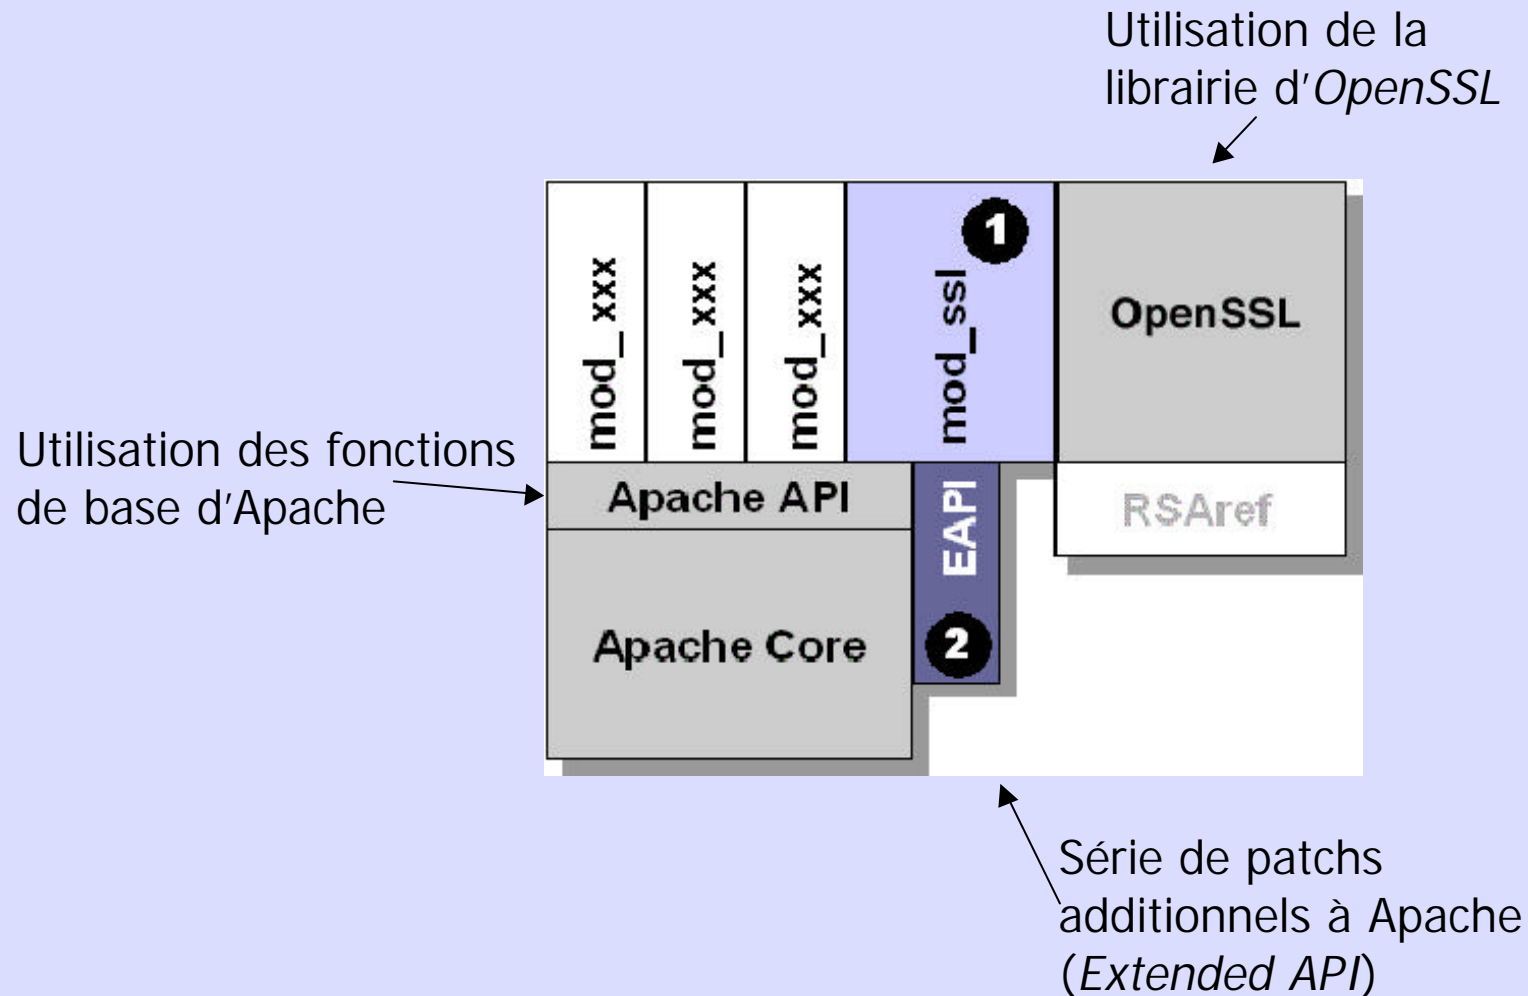 Utilisation de la
librairie d'OpenSSL
mod_xxx
mod_xxx
mod_xxx
mod_ssl
1
OpenSSL
Utilisation des fonctions
de base d'Apache
Apache API
EAPI
RSAref
Apache Core
2
Série de patchs
additionnels à Apache
(Extended API)